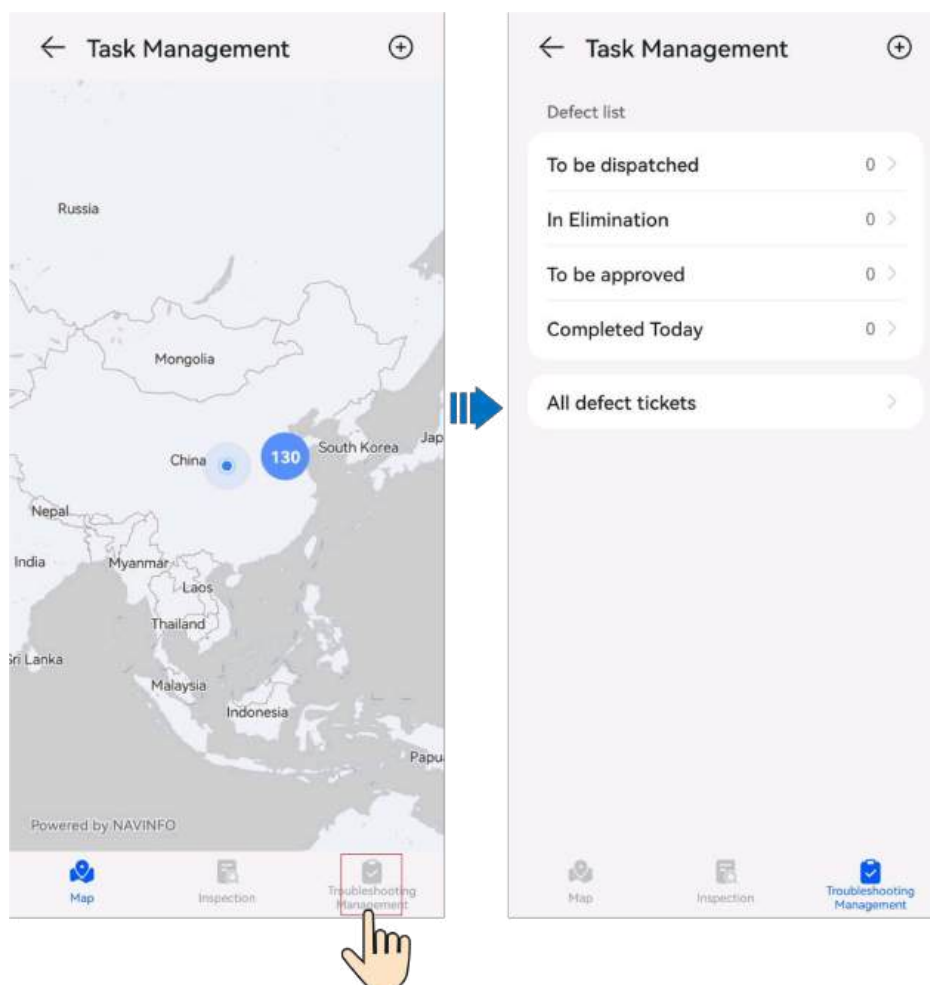 Task Management
Russia
Mongolia
China
130
South Korea
Jap
Nepal
India
Myanmar
Laos
Thailand
Sri Lanka
Malaysia
Indonesia
Papu
Powered by NAVINFO
Map
Inspection
Troubleshooting
Management
Task Management
Defect list
To be dispatched 0
In Elimination 0
To be approved 0
Completed Today 0
All defect tickets
Map
Inspection
Troubleshooting
Management